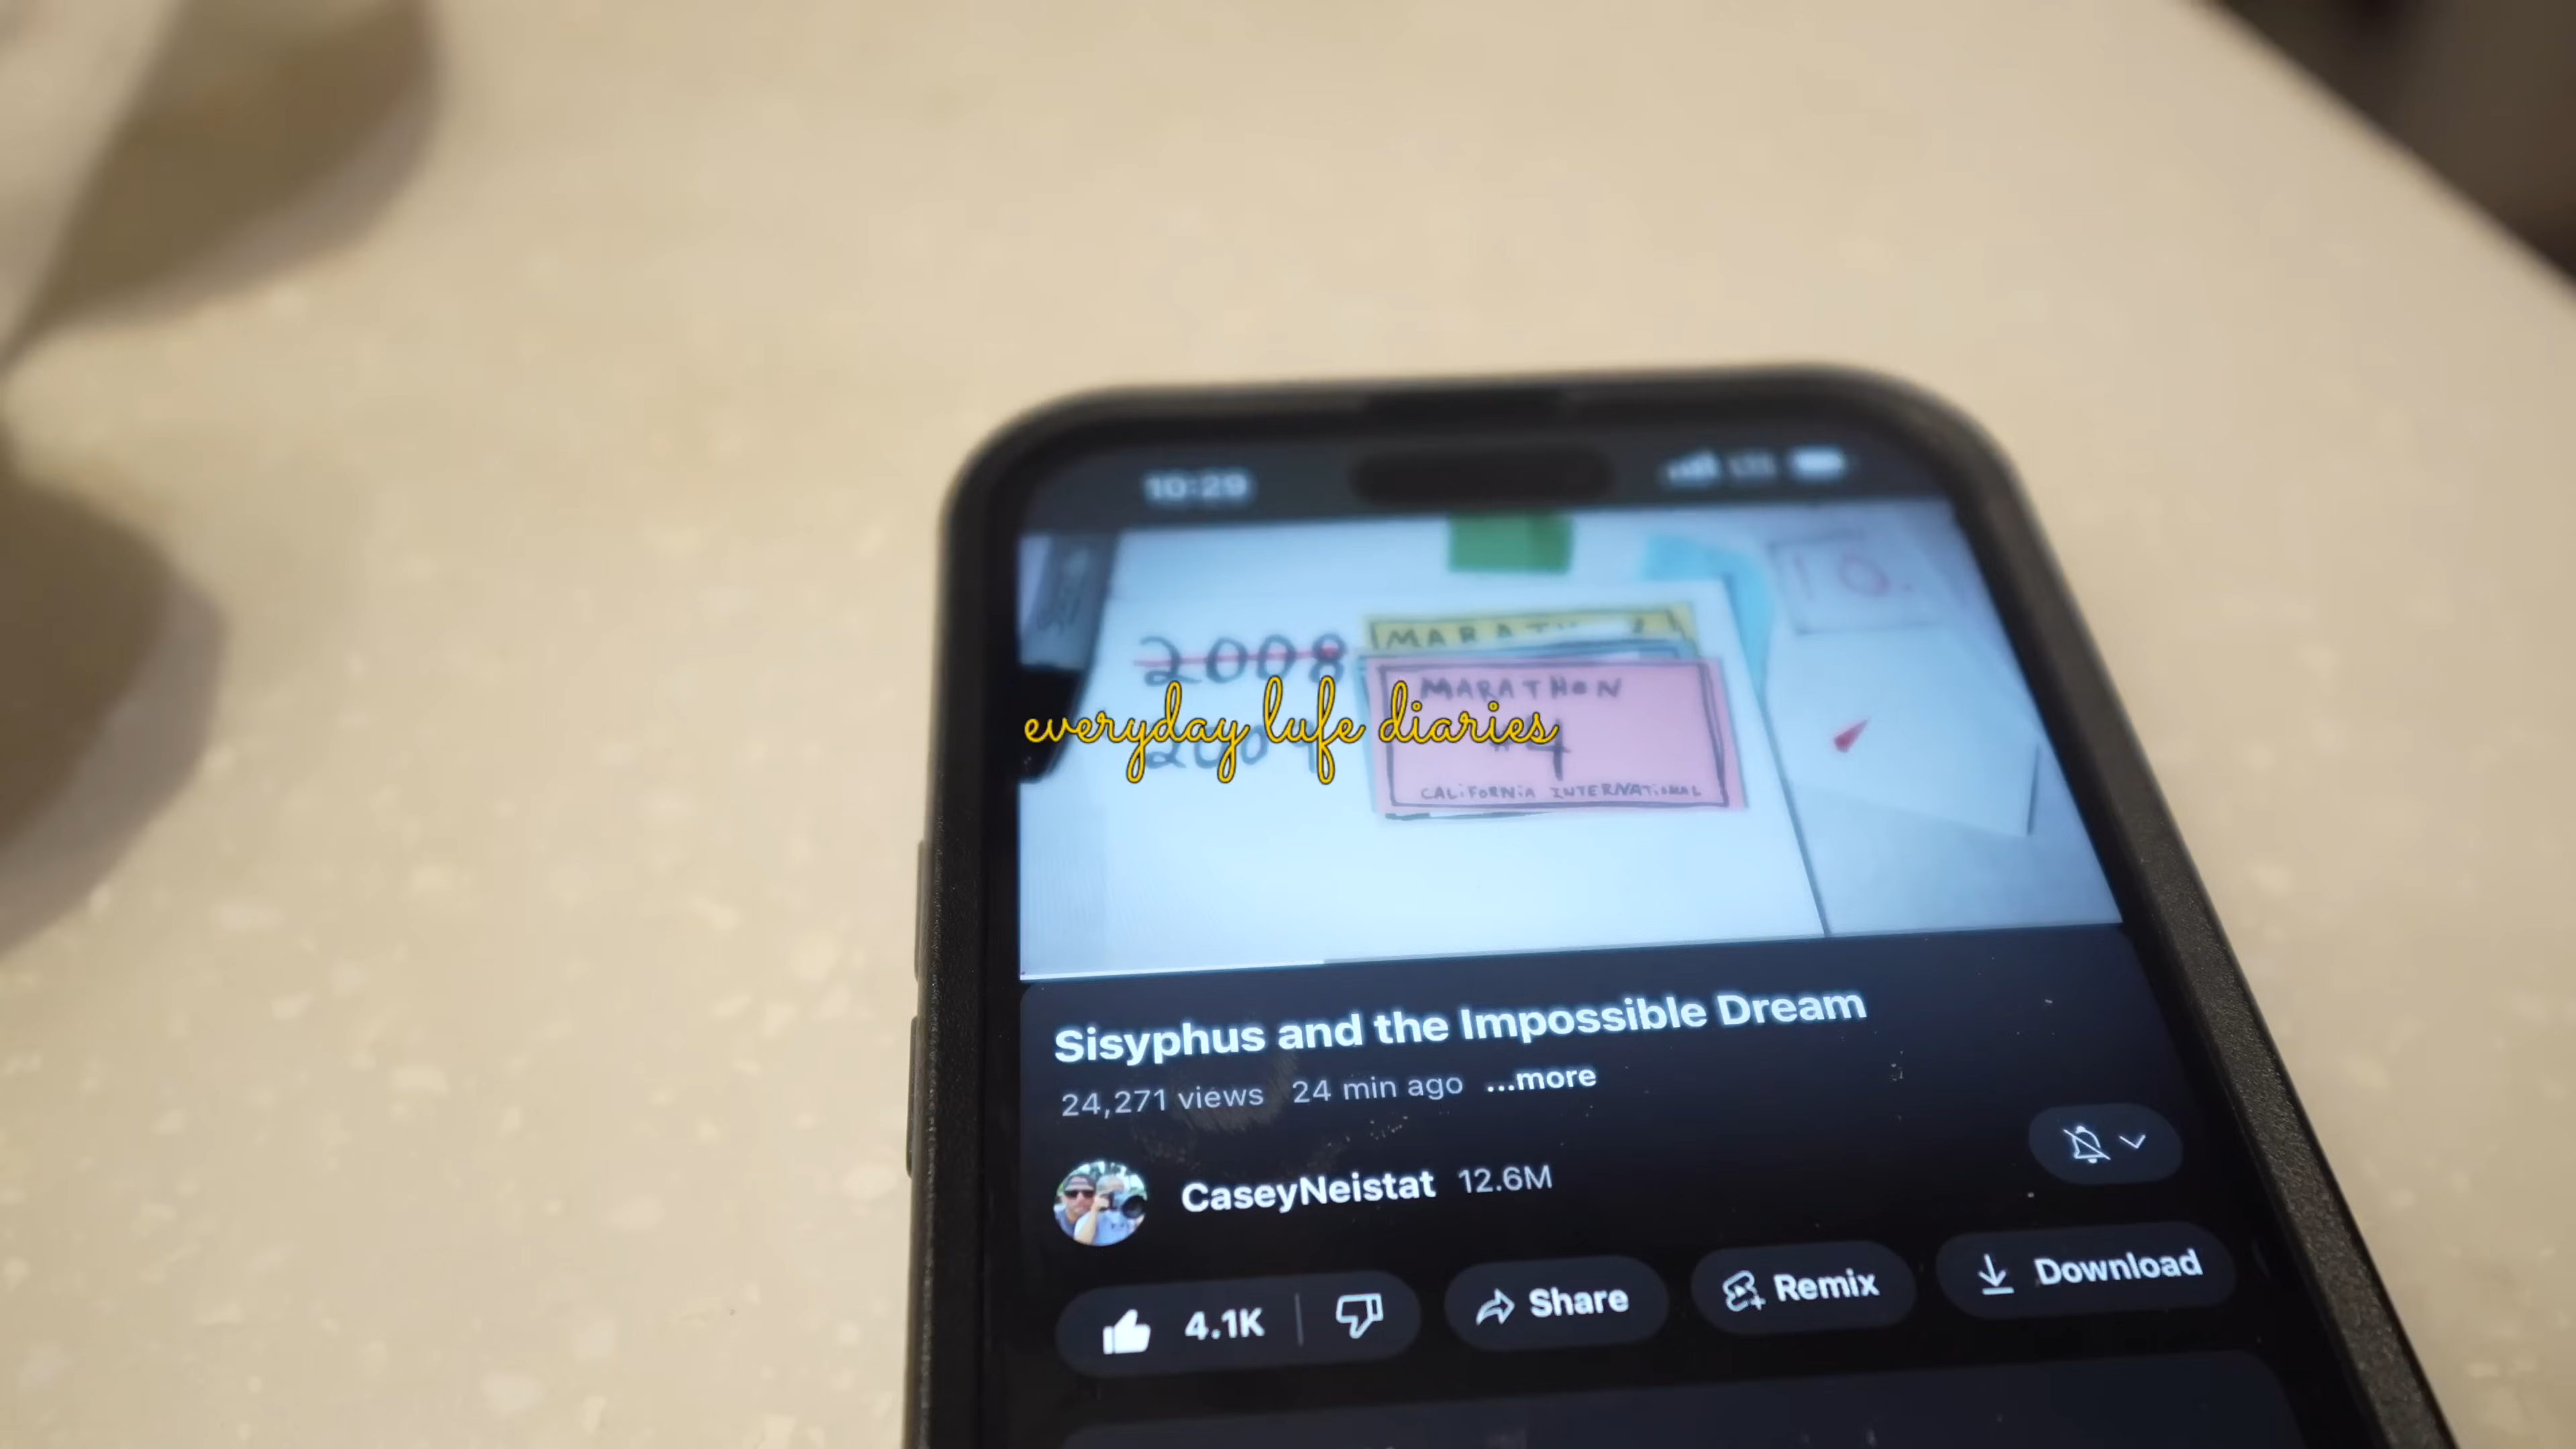 10:29
2008
MARATHON
everyday lufe diaries
#4
CALiFORNiA INTERNATiONAL
Sisyphus and the Impossible Dream
24,271 views 24 min ago ...more
CaseyNeistat 12.6M
4.1K Share Remix Download